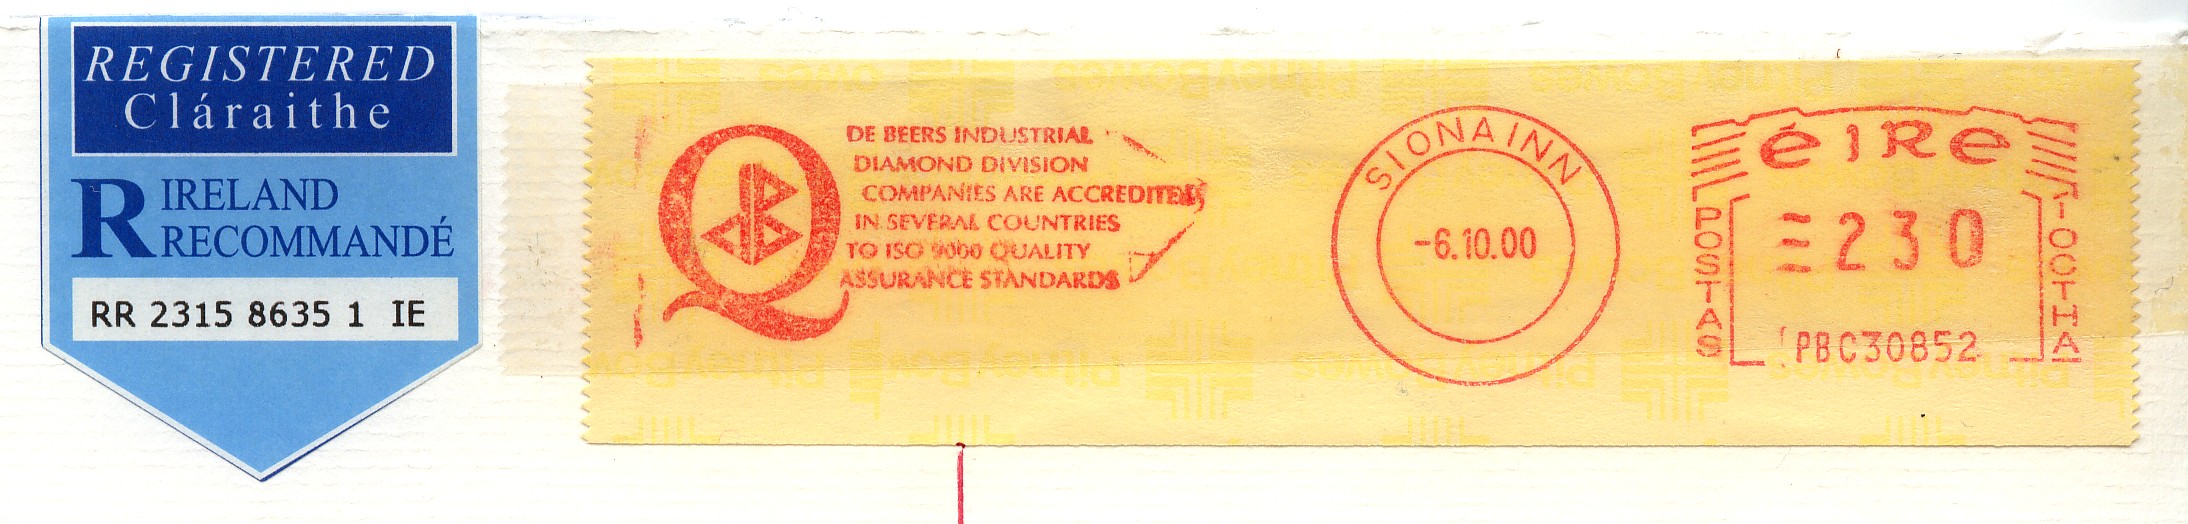 REGISTERED
Cláraithe
R IRELAND
RECOMMANDÉ
RR 2315 8635 1 IE
DE BEERS INDUSTRIAL
DIAMOND DIVISION
COMPANIES ARE ACCREDITED
IN SEVERAL COUNTRIES
TO ISO 9000 QUALITY
ASSURANCE STANDARDS
SIONAINN
-6.10.00
éIRe
POSTAS
=230
ÍOCTHA
PBC30852